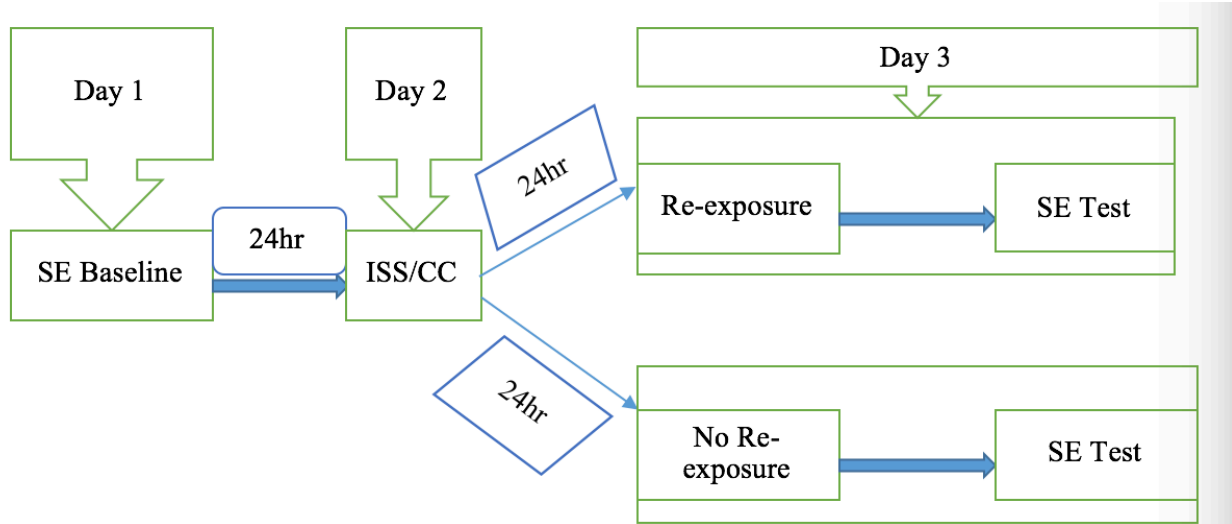 Day 1
Day 2
Day 3
SE Baseline
24hr
ISS/CC
24hr
Re-exposure
SE Test
24hr
No Re-
exposure
SE Test